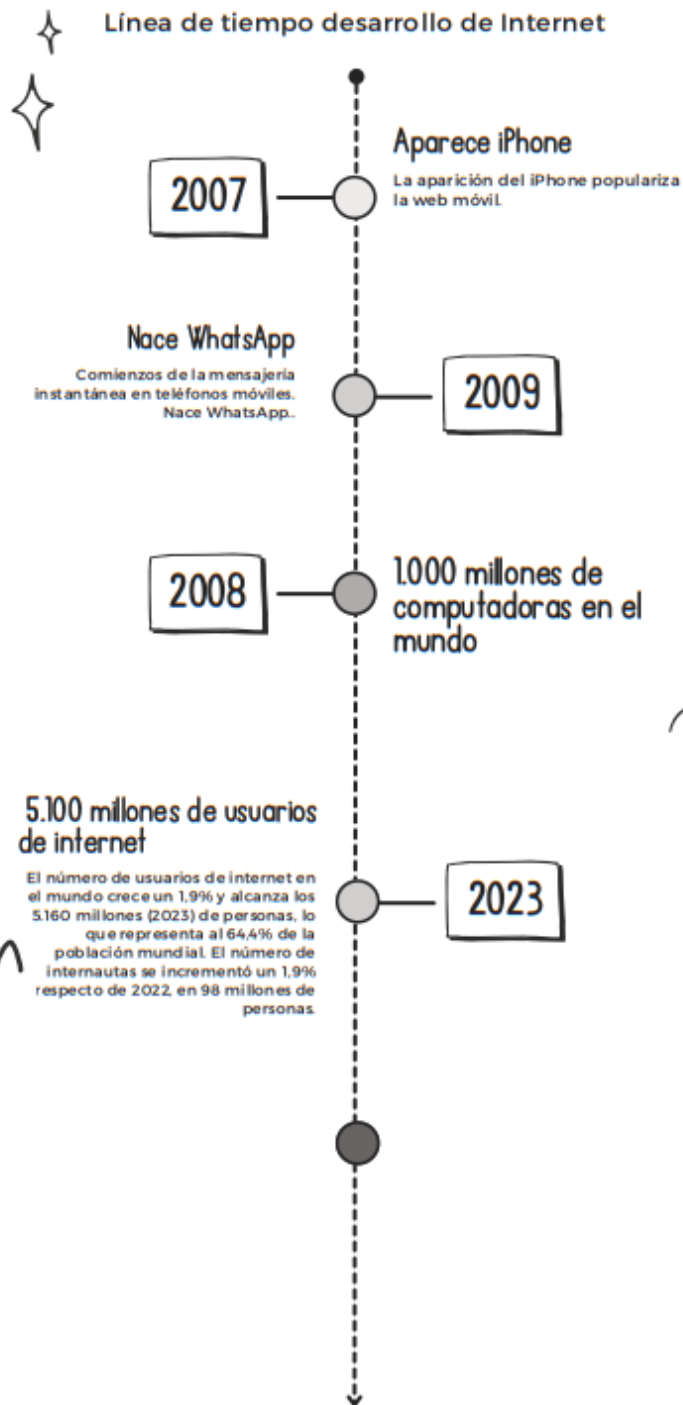 Línea de tiempo desarrollo de Internet
2007
Aparece iPhone
La aparición del iPhone populariza
la web móvil.
Nace WhatsApp
Comienzos de la mensajería
instantánea en teléfonos móviles.
Nace WhatsApp..
2009
2008
1.000 millones de
computadoras en el
mundo
5.100 millones de usuarios
de internet
El número de usuarios de internet en
el mundo crece un 1,9% y alcanza los
5.160 millones (2023) de personas, lo
que representa al 64,4% de la
población mundial. El número de
internautas se incrementó un 1,9%
respecto de 2022, en 98 millones de
personas.
2023